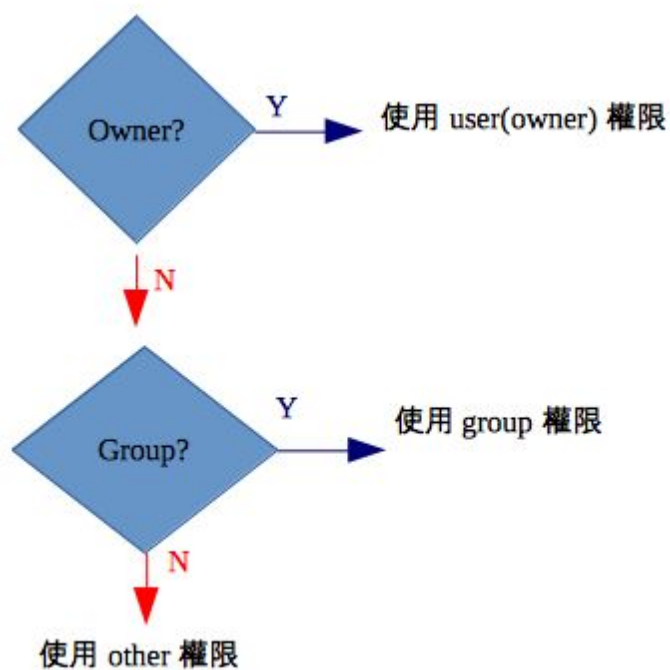 Owner?
Y
使用 user(owner) 權限
N
Group?
Y
使用 group 權限
N
使用 other 權限